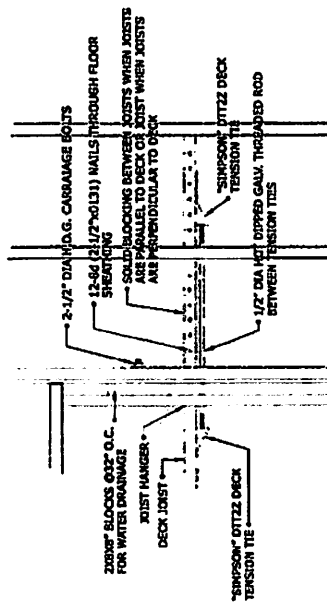 2-1/2" DIA H.D.G. CARRAIAGE BOLTS
12-8d (2 1/2"x0.131) NAILS THROUGH FLOOR
SHEATHING
SOLID BLOCKING BETWEEN JOISTS WHEN JOISTS
ARE PARALLEL TO DECK OR JOIST WHEN JOISTS
ARE PERPENDICULAR TO DECK
"SIMPSON" DTT2Z DECK
TENSION TIE
1/2" DIA HOT DIPPED GALV. THREADED ROD
BETWEEN TENSION TIES
2X8X8" BLOCKS @32" O.C.
FOR WATER DRAINAGE
JOIST HANGER
DECK JOIST
"SIMPSON" DTT2Z DECK
TENSION TIE